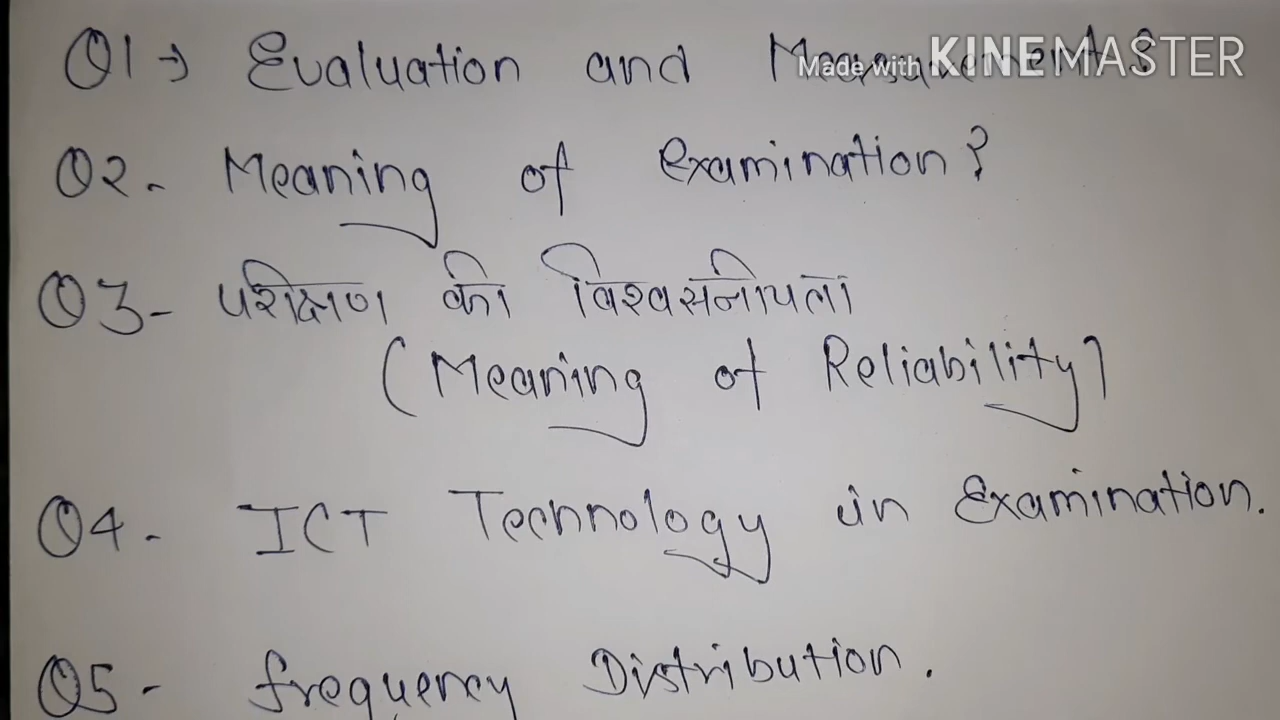 Q1→ Evaluation and Measurement?
Made with KINEMASTER
Q2- Meaning of Examination?
Q3- परीक्षण की विश्वसनीयता
(Meaning of Reliability)
Q4- ICT Technology in Examination.
Q5- frequency Distribution.